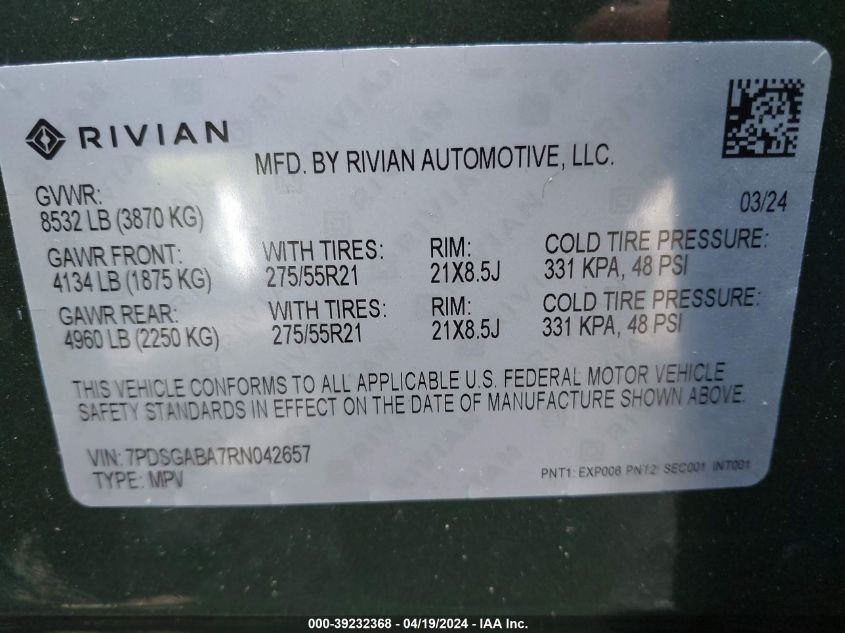 RIVIAN
MFD. BY RIVIAN AUTOMOTIVE, LLC.
GVWR:
8532 LB (3870 KG)
03/24
GAWR FRONT: WITH TIRES: RIM: COLD TIRE PRESSURE:
4134 LB (1875 KG) 275/55R21 21X8.5J 331 KPA, 48 PSI
GAWR REAR: WITH TIRES: RIM: COLD TIRE PRESSURE:
4960 LB (2250 KG) 275/55R21 21X8.5J 331 KPA, 48 PSI
THIS VEHICLE CONFORMS TO ALL APPLICABLE U.S. FEDERAL MOTOR VEHICLE
SAFETY STANDARDS IN EFFECT ON THE DATE OF MANUFACTURE SHOWN ABOVE.
VIN: 7PDSGABA7RN042657
TYPE: MPV
PNT1: EXP006 PNT2: SEC001 INT001
000-39232368 - 04/19/2024 - IAA Inc.